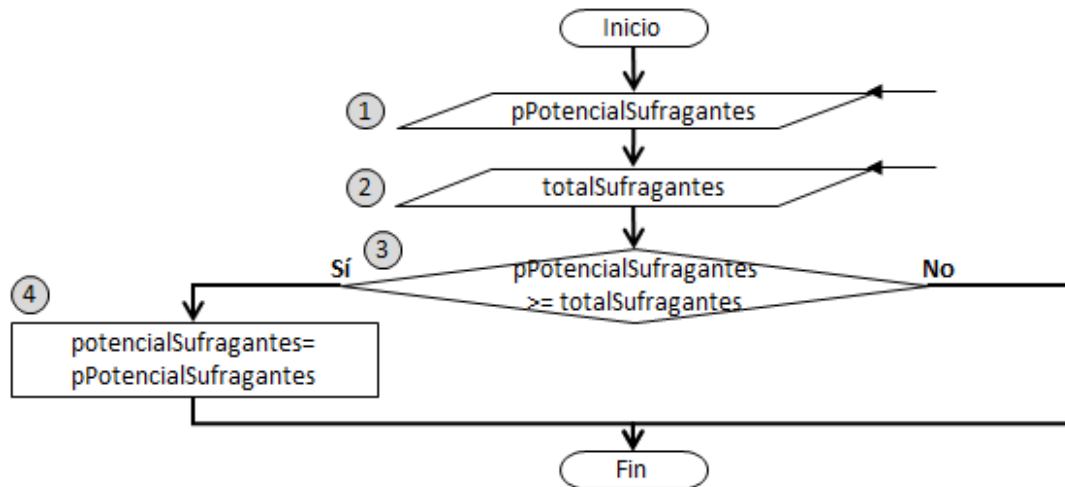 Inicio
1
pPotencialSufragantes
2
totalSufragantes
3
Sí
pPotencialSufragantes
>= totalSufragantes
No
4
potencialSufragantes=
pPotencialSufragantes
Fin